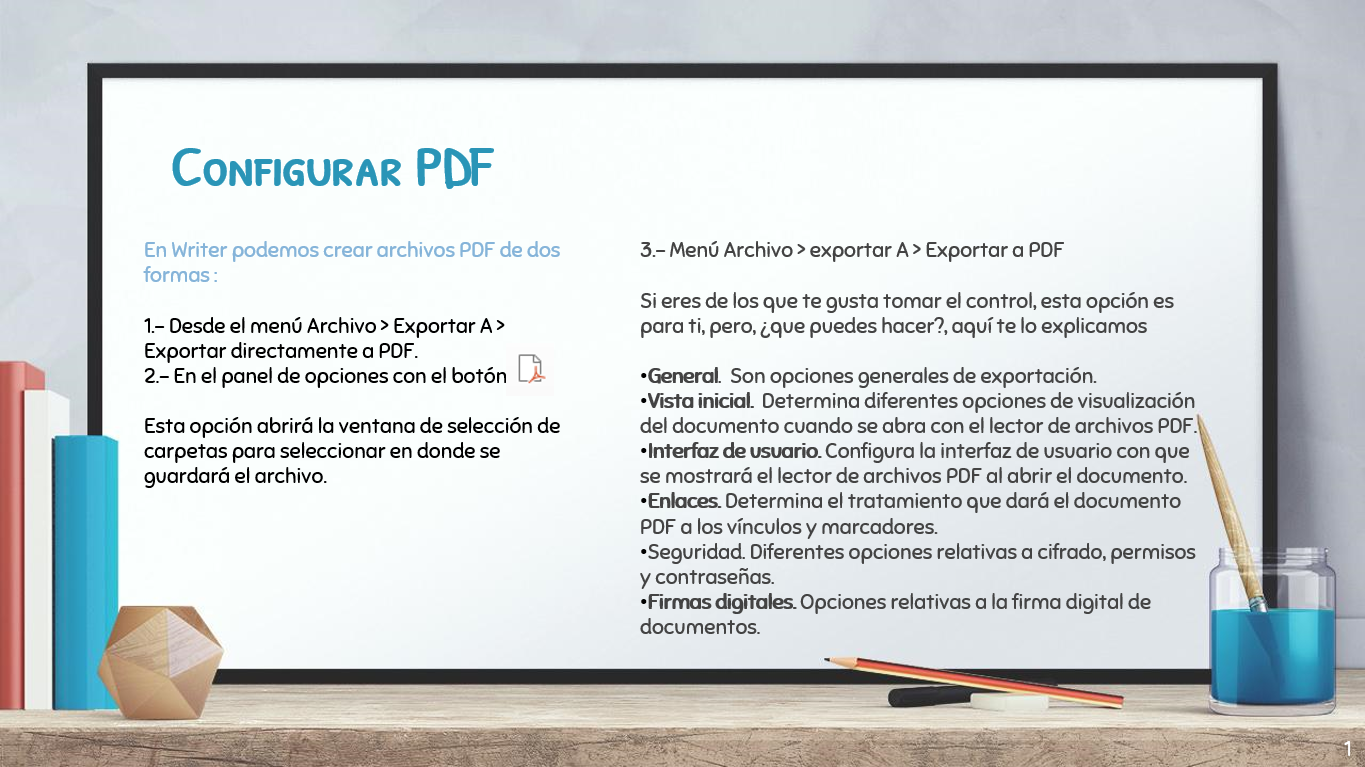 Configurar PDF
En Writer podemos crear archivos PDF de dos
formas :
1.- Desde el menú Archivo > Exportar A >
Exportar directamente a PDF.
2.- En el panel de opciones con el botón
Esta opción abrirá la ventana de selección de
carpetas para seleccionar en donde se
guardará el archivo.
3.- Menú Archivo > exportar A > Exportar a PDF
Si eres de los que te gusta tomar el control, esta opción es
para ti, pero, ¿que puedes hacer?, aquí te lo explicamos
•General.  Son opciones generales de exportación.
•Vista inicial.  Determina diferentes opciones de visualización
del documento cuando se abra con el lector de archivos PDF.
•Interfaz de usuario. Configura la interfaz de usuario con que
se mostrará el lector de archivos PDF al abrir el documento.
•Enlaces. Determina el tratamiento que dará el documento
PDF a los vínculos y marcadores.
•Seguridad. Diferentes opciones relativas a cifrado, permisos
y contraseñas.
•Firmas digitales. Opciones relativas a la firma digital de
documentos.
1